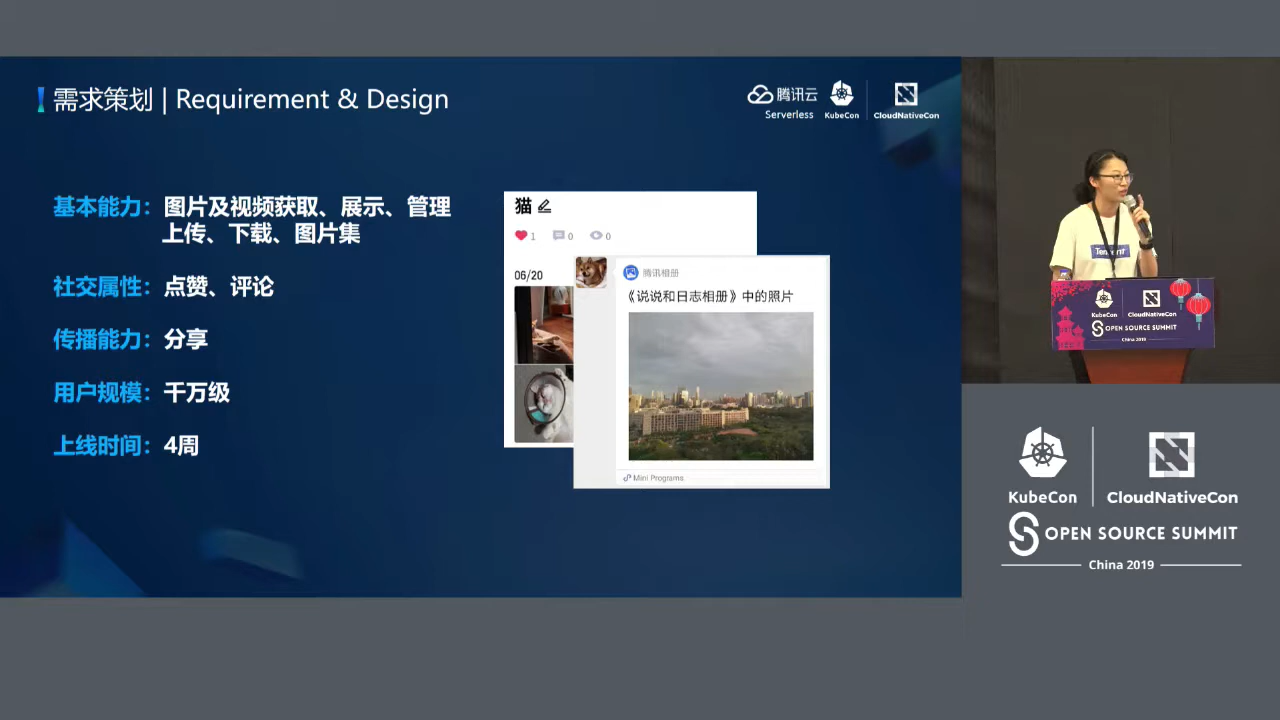 需求策划 | Requirement & Design
腾讯云
Serverless
KubeCon
CloudNativeCon
基本能力：图片及视频获取、展示、管理
上传、下载、图片集
社交属性：点赞、评论
传播能力：分享
用户规模：千万级
上线时间：4周
猫
1 0 0
06/20
腾讯相册
《说说和日志相册》中的照片
Mini Programs
Tencent
KubeCon
CloudNativeCon
OPEN SOURCE SUMMIT
China 2019
KubeCon
CloudNativeCon
OPEN SOURCE SUMMIT
China 2019